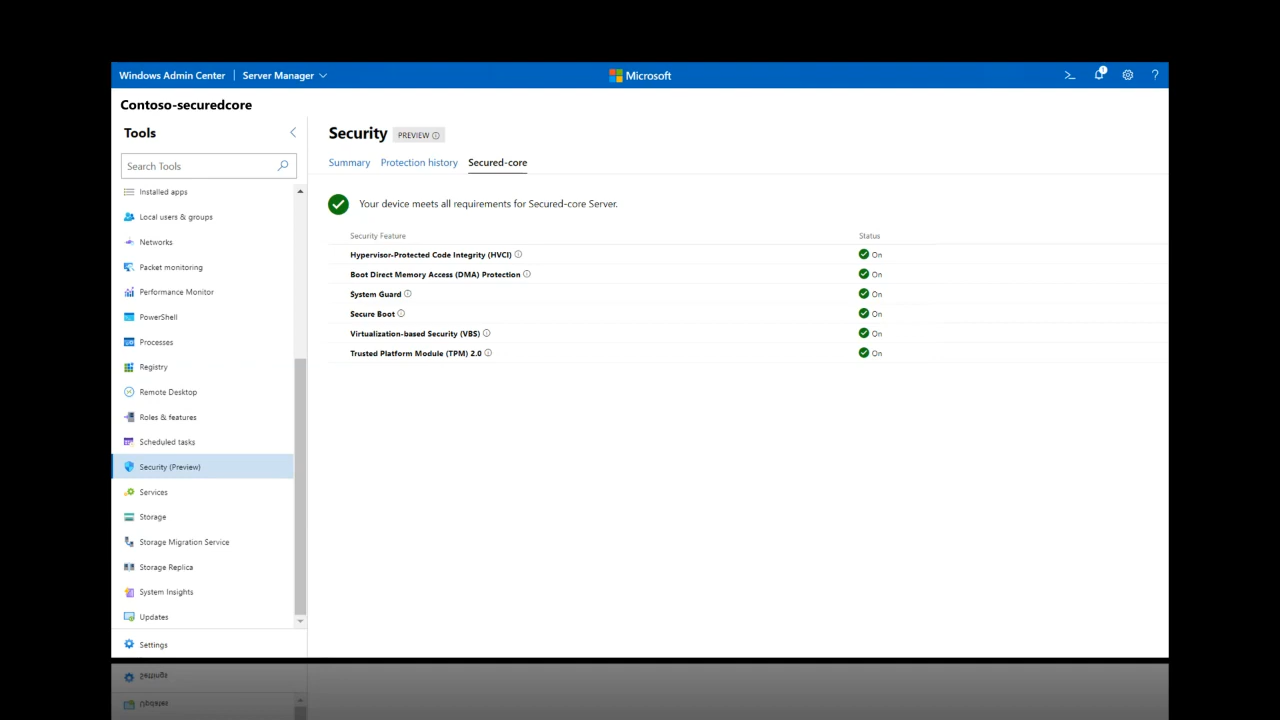 Windows Admin Center | Server Manager
Microsoft
1
?
Contoso-securedcore
Tools
Search Tools
Installed apps
Local users & groups
Networks
Packet monitoring
Performance Monitor
PowerShell
Processes
Registry
Remote Desktop
Roles & features
Scheduled tasks
Security (Preview)
Services
Storage
Storage Migration Service
Storage Replica
System Insights
Updates
Settings
Security PREVIEW
Summary Protection history Secured-core
Your device meets all requirements for Secured-core Server.
Security Feature Status
Hypervisor-Protected Code Integrity (HVCI) On
Boot Direct Memory Access (DMA) Protection On
System Guard On
Secure Boot On
Virtualization-based Security (VBS) On
Trusted Platform Module (TPM) 2.0 On
Settings
Updates